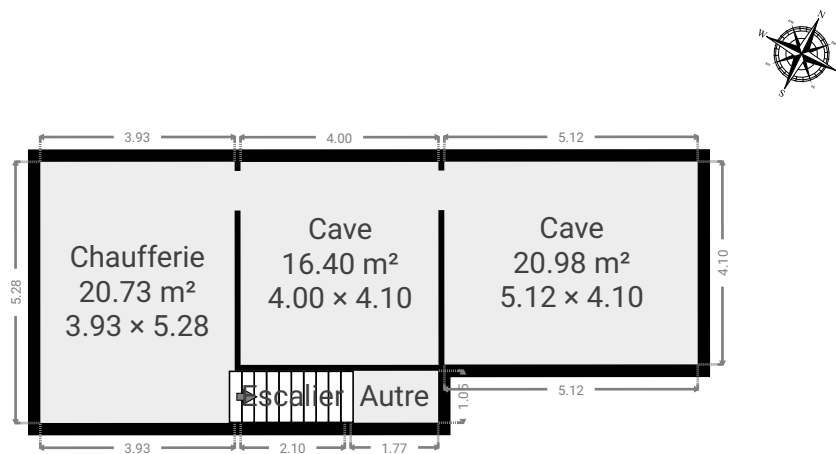 N
W
S
3.93
4.00
5.12
Chaufferie
20.73 m²
3.93 × 5.28
Cave
16.40 m²
4.00 × 4.10
Cave
20.98 m²
5.12 × 4.10
5.28
4.10
Escalier
Autre
1.05
5.12
3.93
2.10
1.77